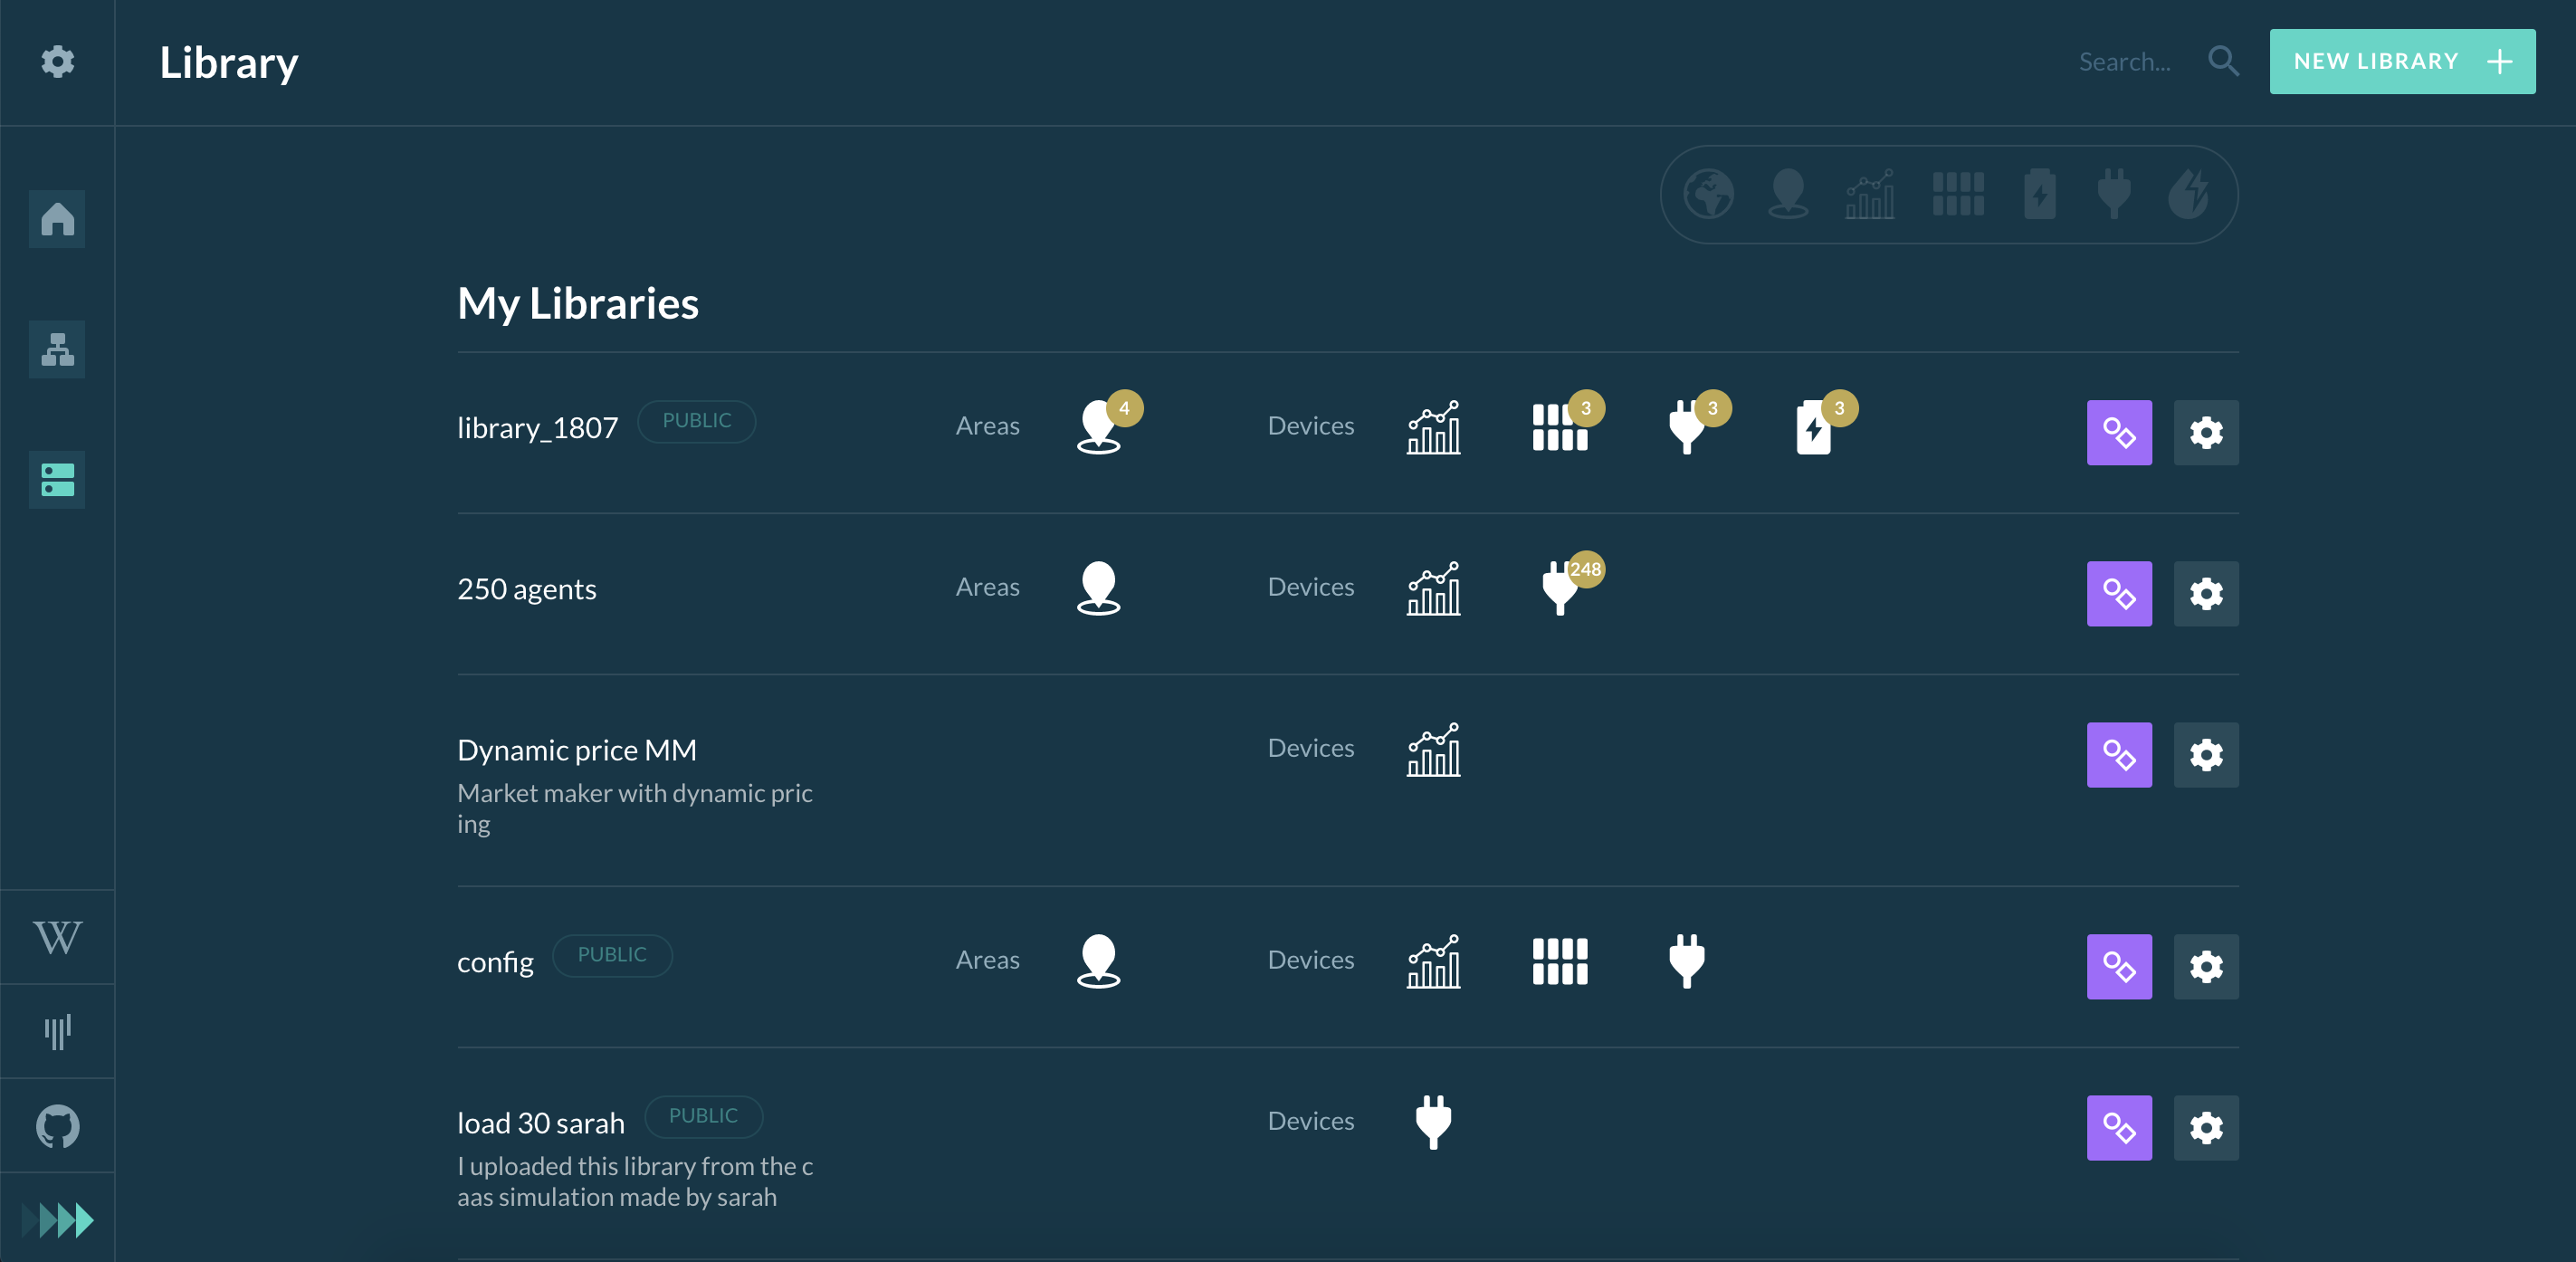 Library
Search...
NEW LIBRARY
My Libraries
library_1807 PUBLIC Areas 4 Devices 3 3 3
250 agents Areas Devices 248
Dynamic price MM Devices
Market maker with dynamic pric
ing
config PUBLIC Areas Devices
load 30 sarah PUBLIC Devices
I uploaded this library from the c
aas simulation made by sarah
W